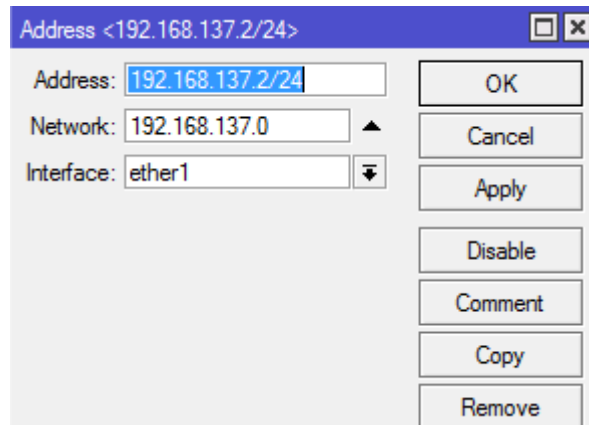 Address <192.168.137.2/24>
Address: 192.168.137.2/24
OK
Network: 192.168.137.0
Cancel
Interface: ether1
Apply
Disable
Comment
Copy
Remove